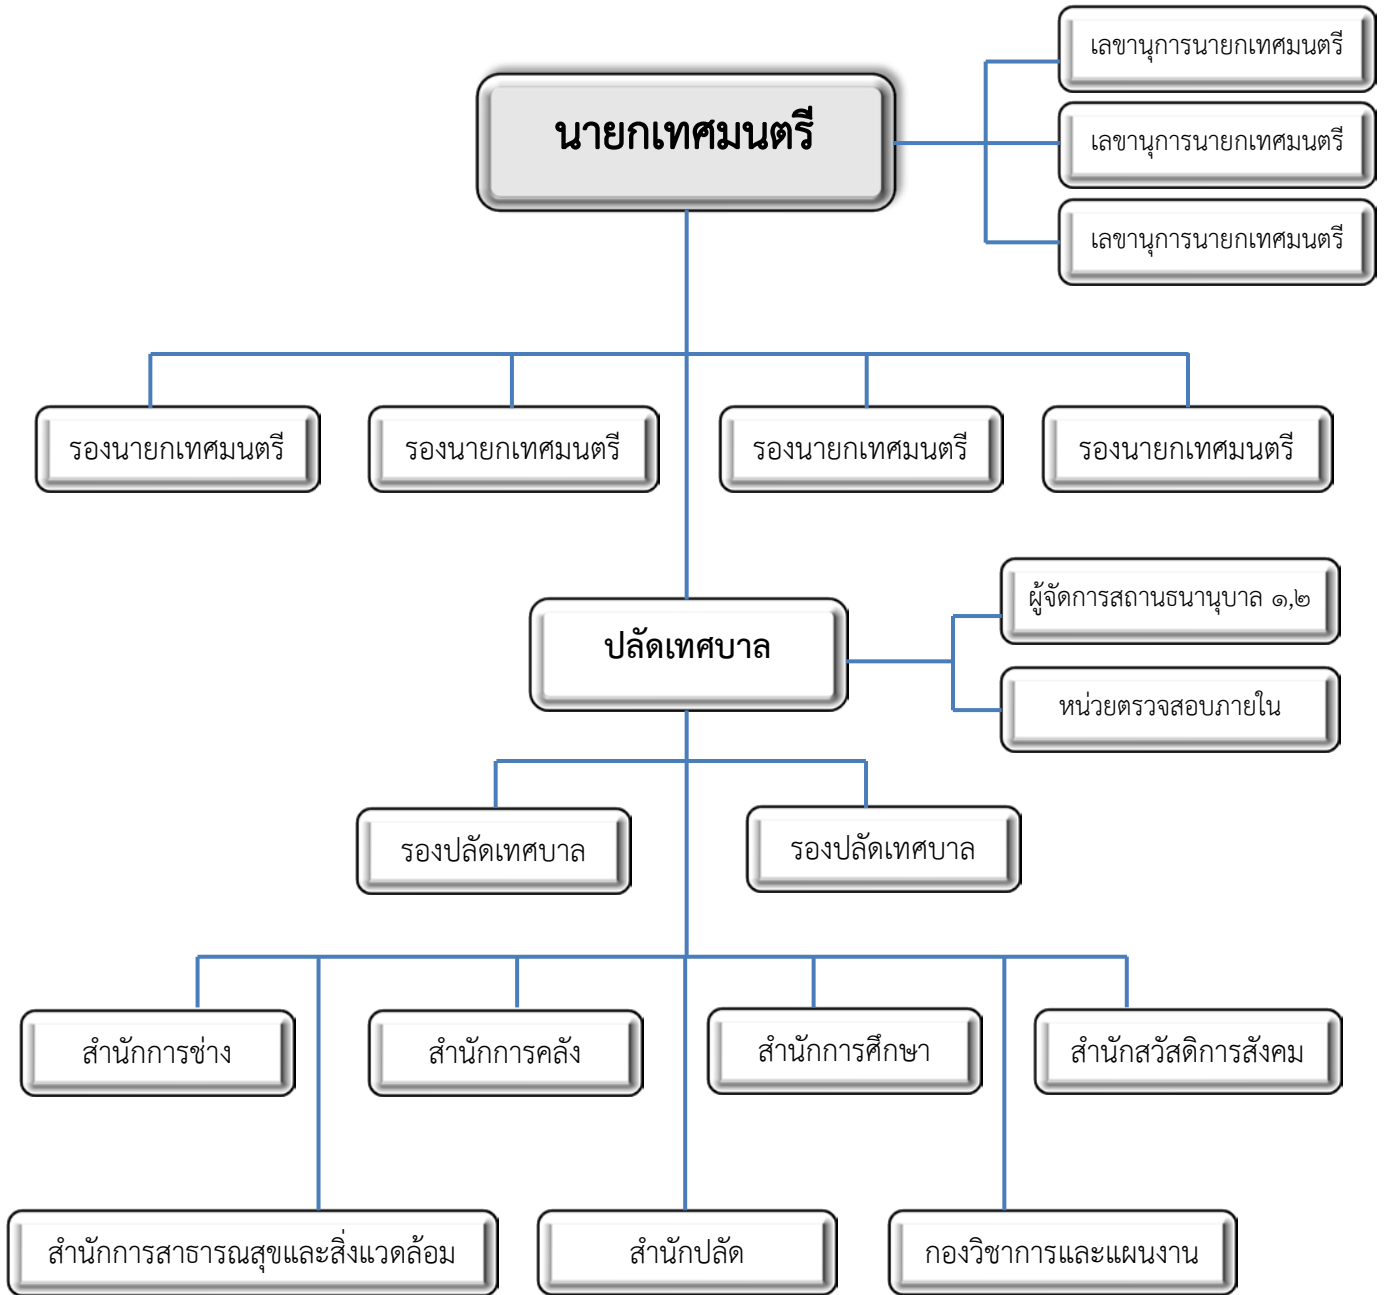 เลขานุการนายกเทศมนตรี
นายกเทศมนตรี
เลขานุการนายกเทศมนตรี
เลขานุการนายกเทศมนตรี
รองนายกเทศมนตรี
รองนายกเทศมนตรี
รองนายกเทศมนตรี
รองนายกเทศมนตรี
ผู้จัดการสถานธนานุบาล ๑,๒
ปลัดเทศบาล
หน่วยตรวจสอบภายใน
รองปลัดเทศบาล
รองปลัดเทศบาล
สำนักการช่าง
สำนักการคลัง
สำนักการศึกษา
สำนักสวัสดิการสังคม
สำนักการสาธารณสุขและสิ่งแวดล้อม
สำนักปลัด
กองวิชาการและแผนงาน